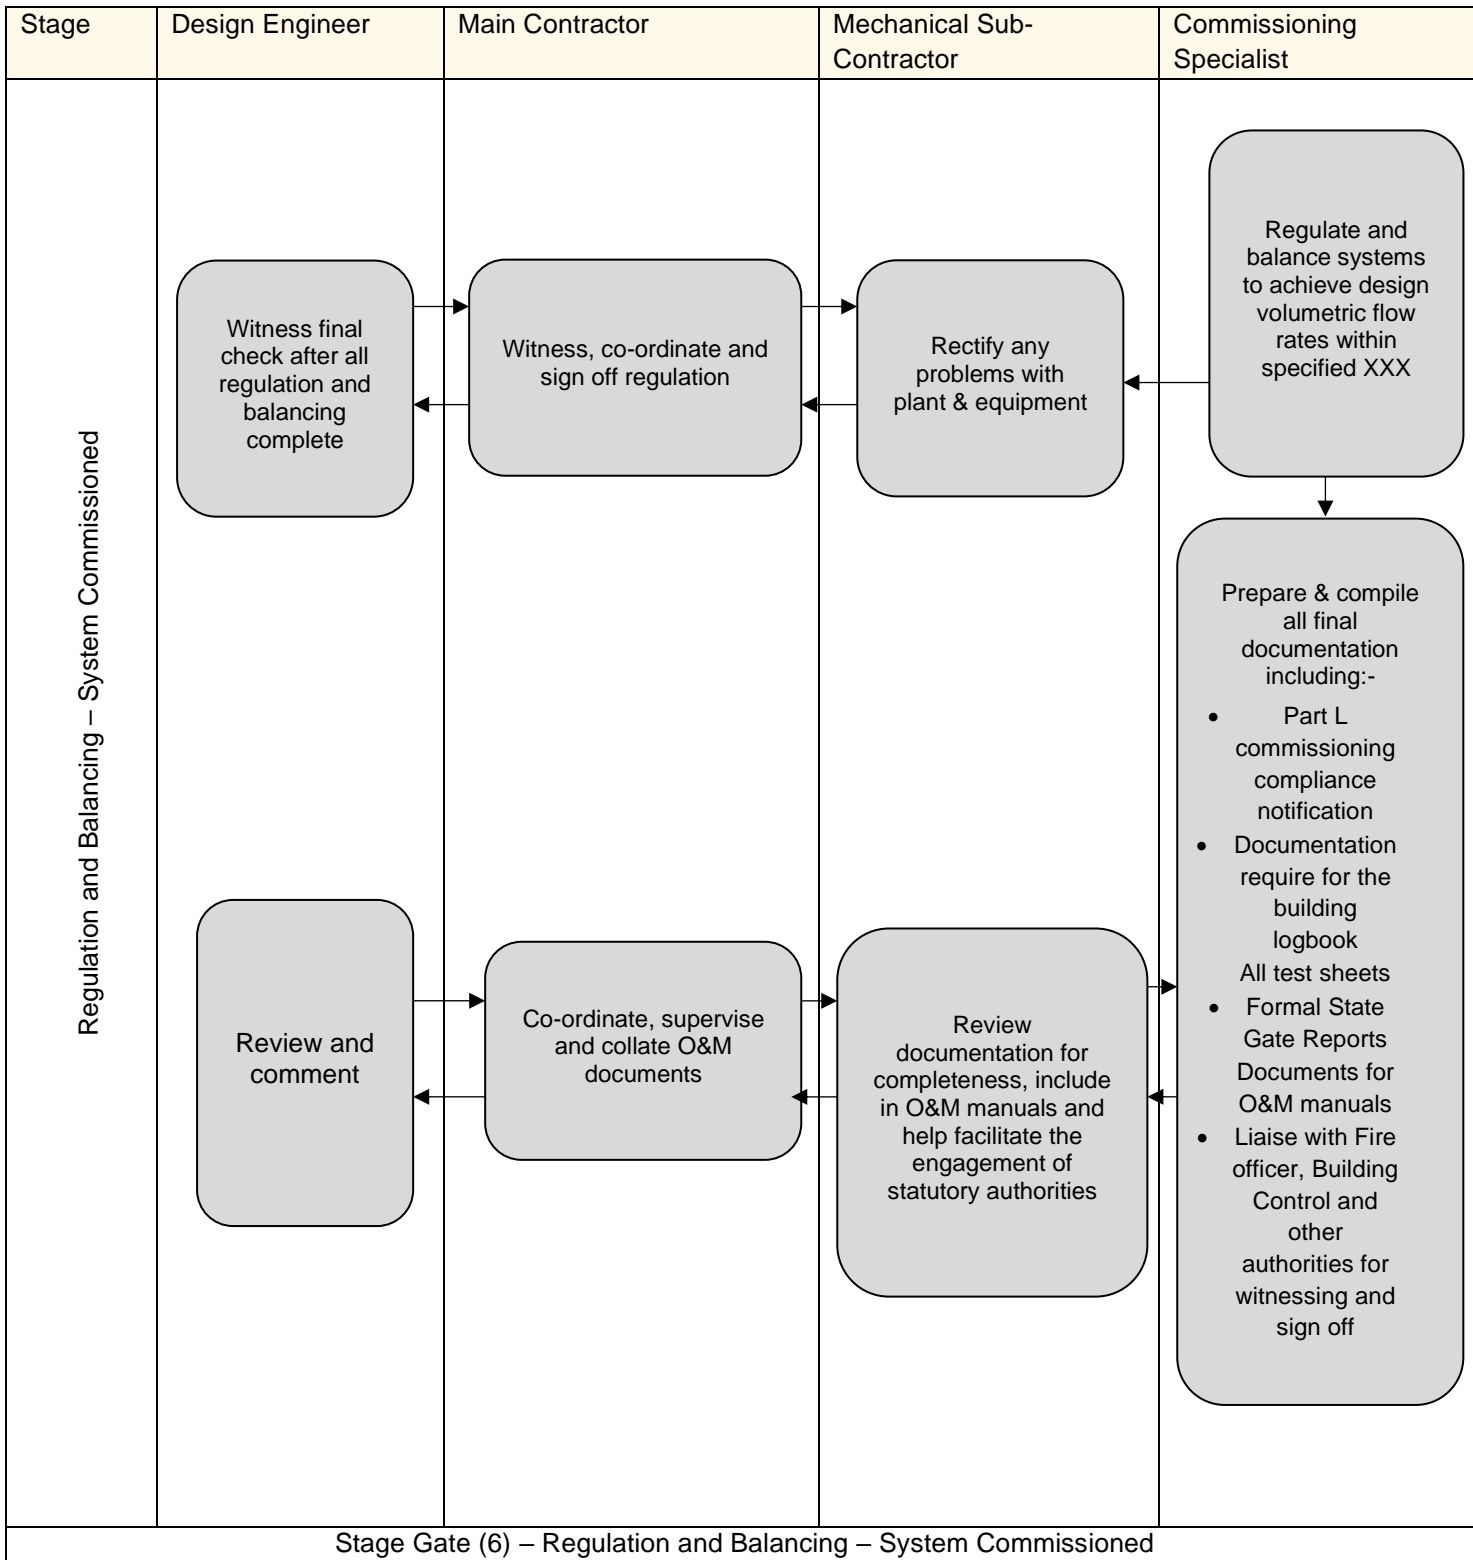 Stage
Design Engineer
Main Contractor
Mechanical Sub-
Contractor
Commissioning
Specialist
Regulation and Balancing – System Commissioned
Witness final
check after all
regulation and
balancing
complete
Witness, co-ordinate and
sign off regulation
Rectify any
problems with
plant & equipment
Regulate and
balance systems
to achieve design
volumetric flow
rates within
specified XXX
Review and
comment
Co-ordinate, supervise
and collate O&M
documents
Review
documentation for
completeness, include
in O&M manuals and
help facilitate the
engagement of
statutory authorities
Prepare & compile
all final
documentation
including:-
• Part L
commissioning
compliance
notification
• Documentation
require for the
building
logbook
All test sheets
• Formal State
Gate Reports
Documents for
O&M manuals
• Liaise with Fire
officer, Building
Control and
other
authorities for
witnessing and
sign off
Stage Gate (6) – Regulation and Balancing – System Commissioned